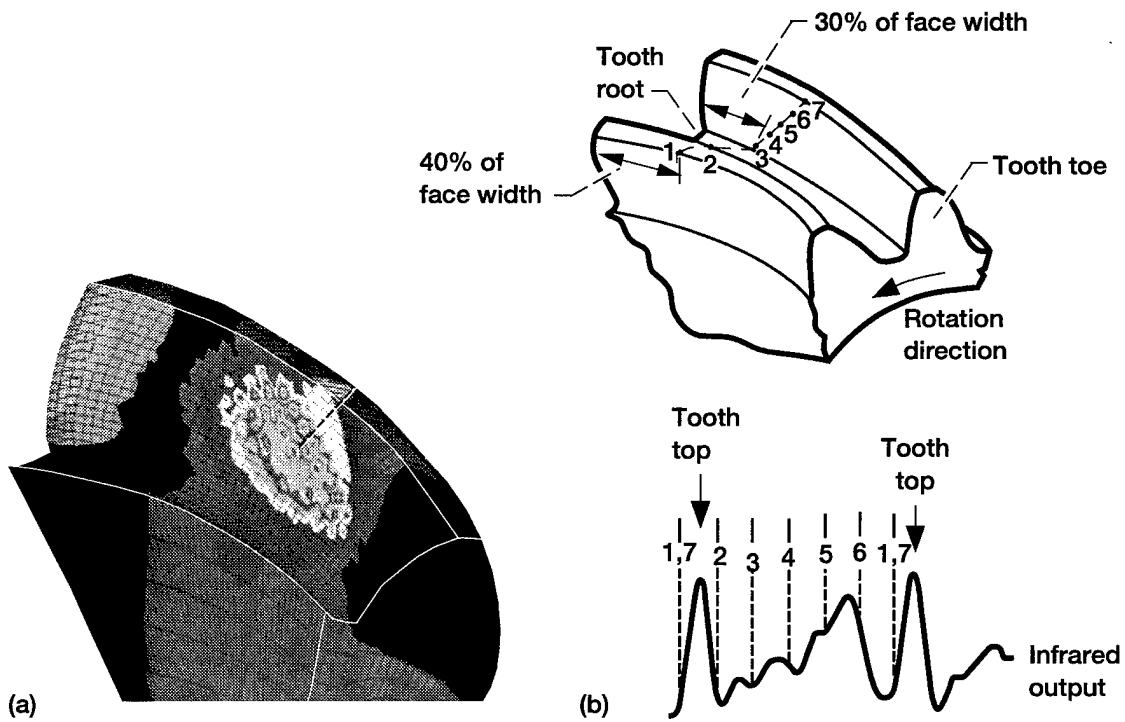 30% of face width
Tooth
root
1
2
3
4
5
6
7
40% of
face width
Tooth toe
Rotation
direction
(a)
Tooth
top
Tooth
top
1,7
2
3
4
5
6
1,7
Infrared
output
(b)